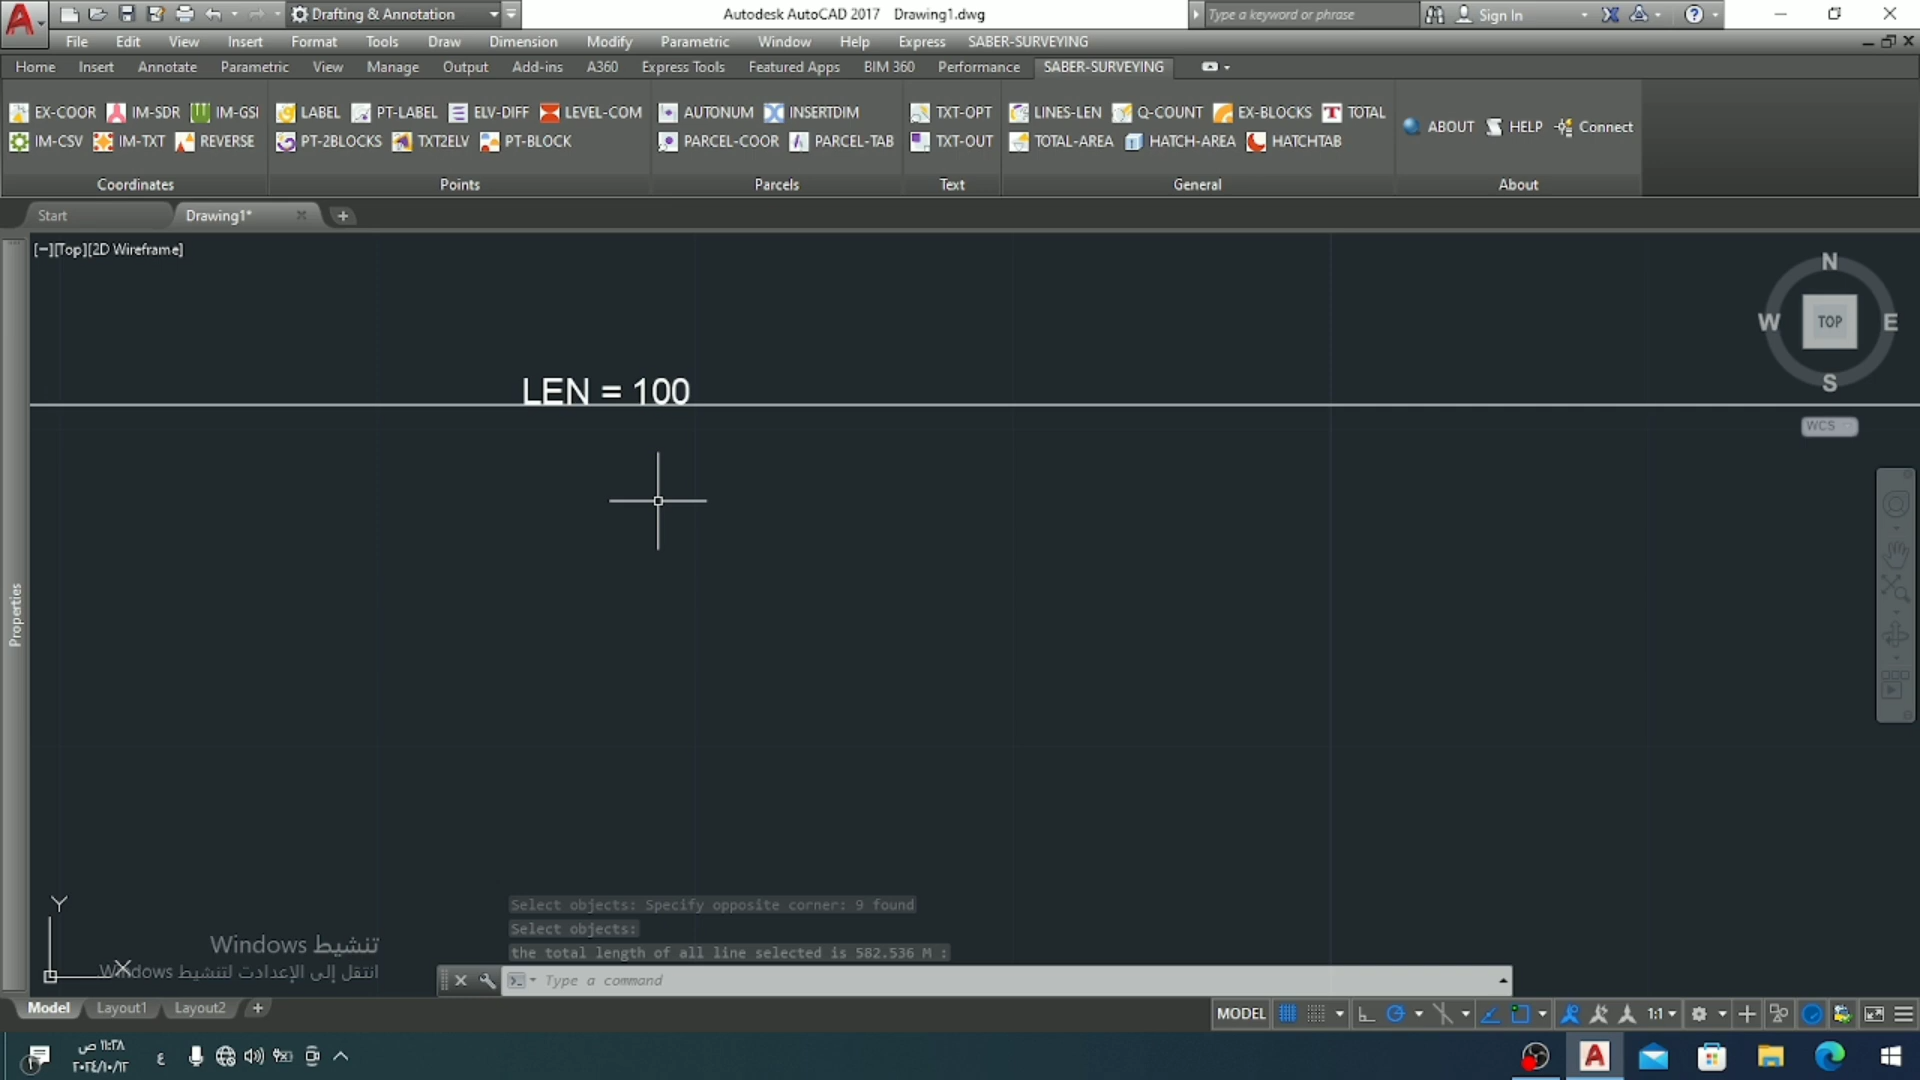 Drafting & Annotation
Autodesk AutoCAD 2017 Drawing1.dwg
Type a keyword or phrase
Sign In
File Edit View Insert Format Tools Draw Dimension Modify Parametric Window Help Express SABER-SURVEYING
Home Insert Annotate Parametric View Manage Output Add-ins A360 Express Tools Featured Apps BIM 360 Performance SABER-SURVEYING
EX-COOR IM-SDR IM-GSI LABEL PT-LABEL ELV-DIFF LEVEL-COM AUTONUM INSERTDIM TXT-OPT LINES-LEN Q-COUNT EX-BLOCKS TOTAL
ABOUT HELP Connect
IM-CSV IM-TXT REVERSE PT-2BLOCKS TXT2ELV PT-BLOCK PARCEL-COOR PARCEL-TAB TXT-OUT TOTAL-AREA HATCH-AREA HATCHTAB
Coordinates Points Parcels Text General About
Start Drawing1*
[−][Top][2D Wireframe]
N
W TOP E
S
WCS
LEN = 100
Properties
Select objects: Specify opposite corner: 9 found
Select objects:
the total length of all line selected is 582.536 M :
Type a command
Y
X
تنشيط Windows
انتقل إلى الإعدادت لتنشيط Windows
Model Layout1 Layout2
MODEL 1:1
ع
١١:٣٨ ص
٢٠٢٤/١٠/١٢